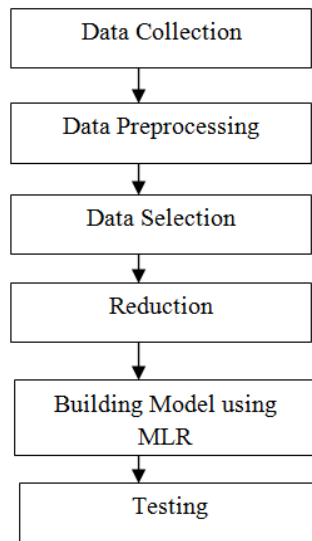 Data Collection
Data Preprocessing
Data Selection
Reduction
Building Model using
MLR
Testing